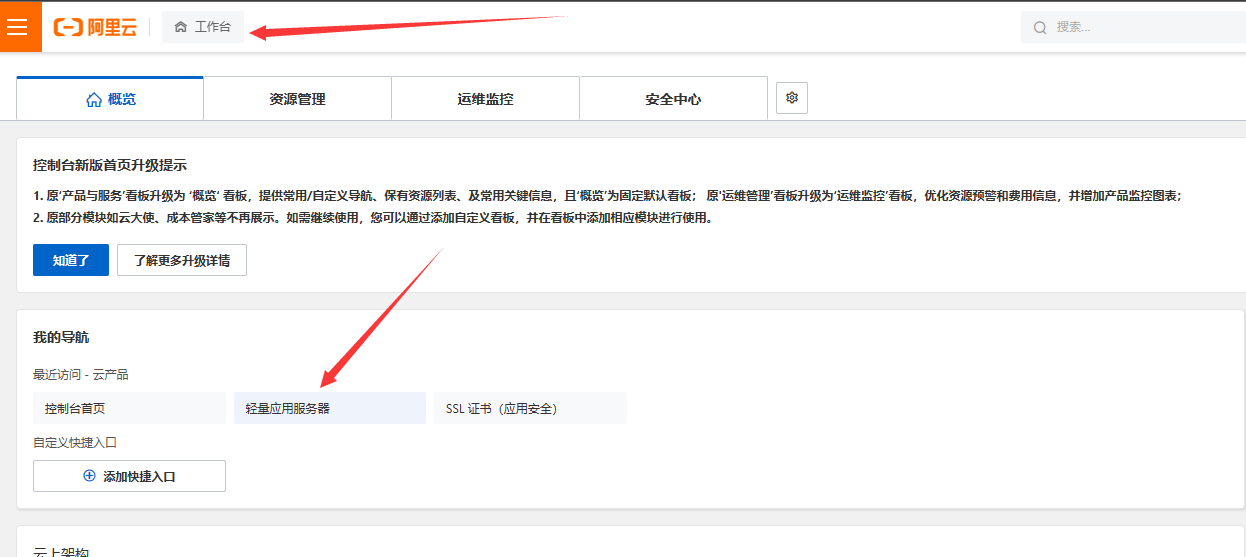 阿里云 工作台 搜索...
概览 资源管理 运维监控 安全中心
控制台新版首页升级提示
1. 原‘产品与服务’看板升级为 ‘概览’ 看板，提供常用/自定义导航、保有资源列表、及常用关键信息，且‘概览’为固定默认看板； 原‘运维管理’看板升级为‘运维监控’看板，优化资源预警和费用信息，并增加产品监控图表；
2. 原部分模块如云大使、成本管家等不再展示。如需继续使用，您可以通过添加自定义看板，并在看板中添加相应模块进行使用。
知道了 了解更多升级详情
我的导航
最近访问 - 云产品
控制台首页 轻量应用服务器 SSL 证书（应用安全）
自定义快捷入口
添加快捷入口
云上架构